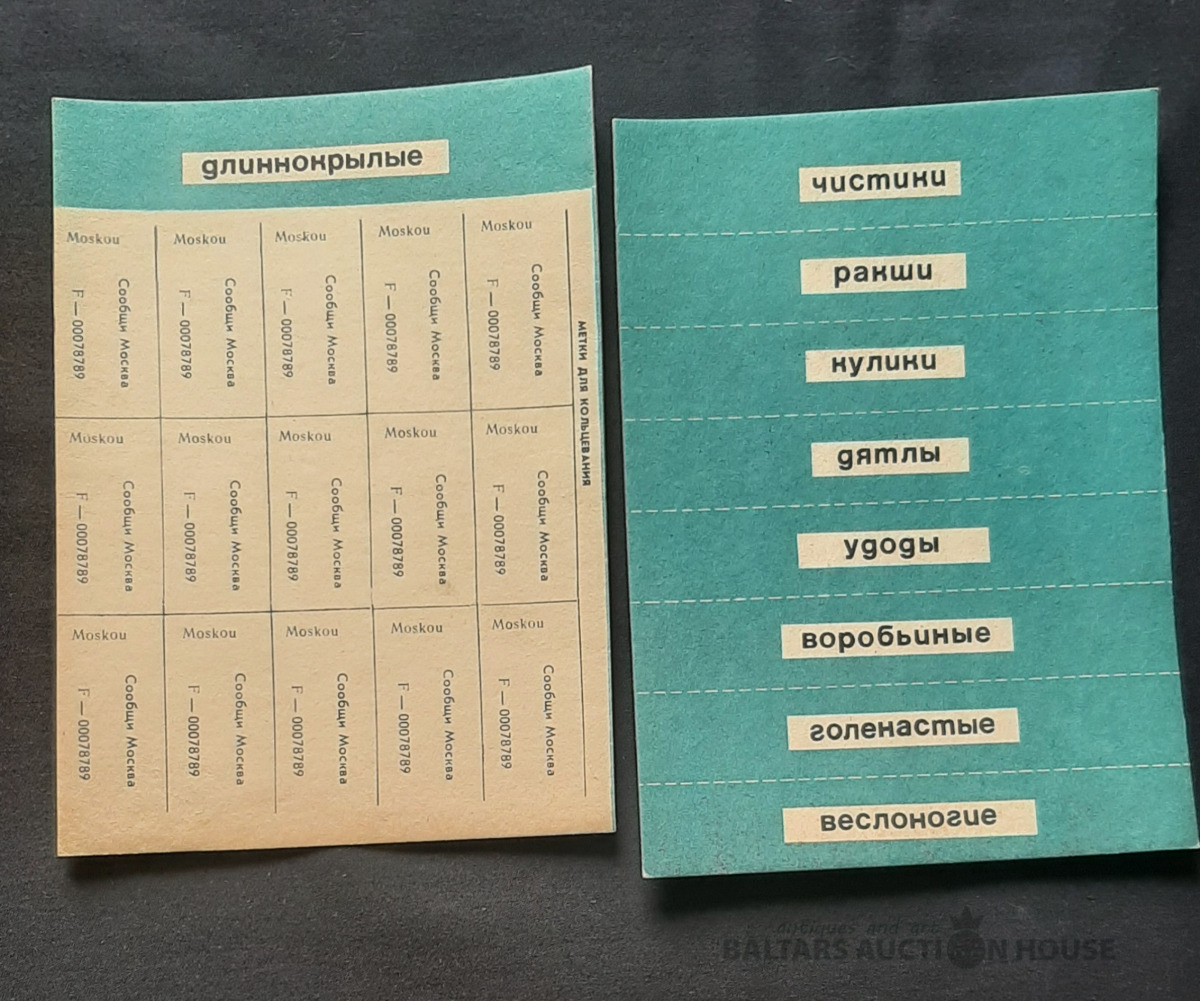 длиннокрылые
Moskou Moskou Moskou Moskou Moskou
Сообщи Москва Сообщи Москва Сообщи Москва Сообщи Москва Сообщи Москва
F — 00078789 F — 00078789 F — 00078789 F — 00078789 F — 00078789
Moskou Moskou Moskou Moskou Moskou
Сообщи Москва Сообщи Москва Сообщи Москва Сообщи Москва Сообщи Москва
F — 00078789 F — 00078789 F — 00078789 F — 00078789 F — 00078789
Moskou Moskou Moskou Moskou Moskou
Сообщи Москва Сообщи Москва Сообщи Москва Сообщи Москва Сообщи Москва
F — 00078789 F — 00078789 F — 00078789 F — 00078789 F — 00078789
МЕТКИ ДЛЯ КОЛЬЦЕВАНИЯ
чистики
ракши
кулики
дятлы
удоды
воробьиные
голенастые
веслоногие
antiques and art
BALTARS AUCTION HOUSE